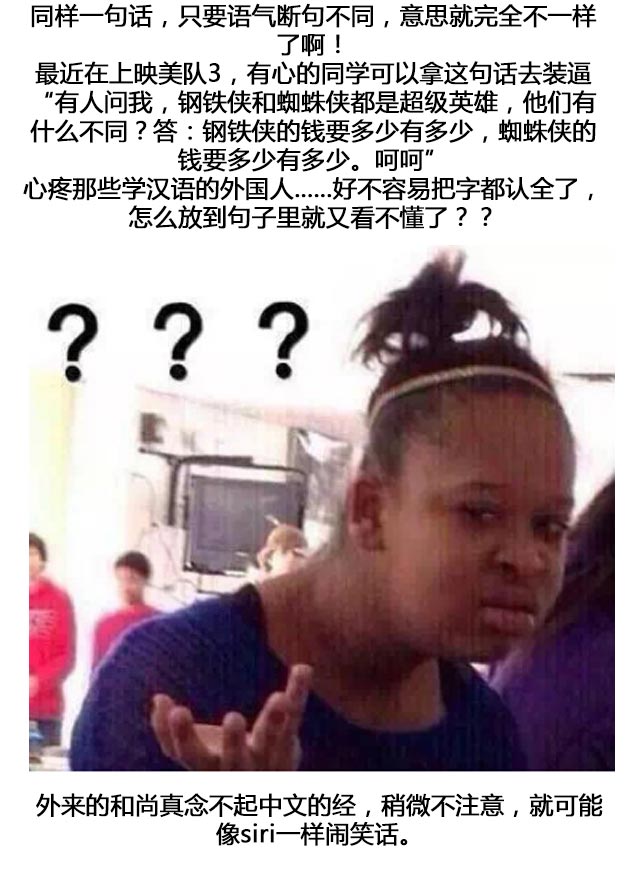 同样一句话，只要语气断句不同，意思就完全不一样
了啊！
最近在上映美队3，有心的同学可以拿这句话去装逼
“有人问我，钢铁侠和蜘蛛侠都是超级英雄，他们有
什么不同？答：钢铁侠的钱要多少有多少，蜘蛛侠的
钱要多少有多少。呵呵”
心疼那些学汉语的外国人......好不容易把字都认全了，
怎么放到句子里就又看不懂了？？
？ ？ ？
外来的和尚真念不起中文的经，稍微不注意，就可能
像siri一样闹笑话。